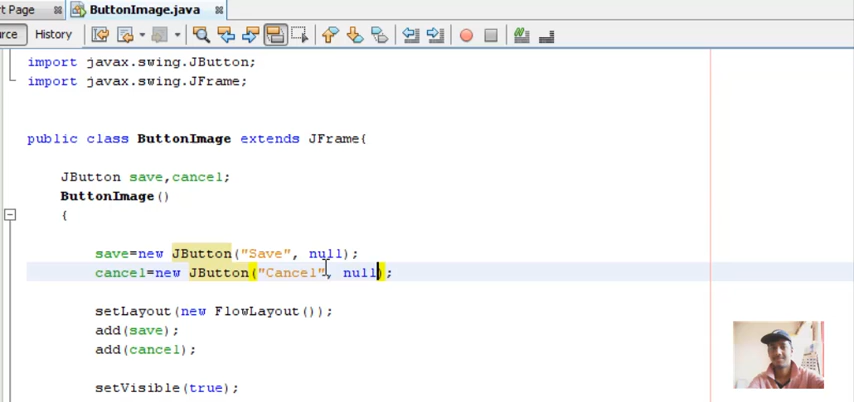 rt Page ButtonImage.java
rce History
import javax.swing.JButton;
import javax.swing.JFrame;
public class ButtonImage extends JFrame{
JButton save,cancel;
ButtonImage()
{
save=new JButton("Save", null);
cancel=new JButton("Cancel", null);
setLayout(new FlowLayout());
add(save);
add(cancel);
setVisible(true);